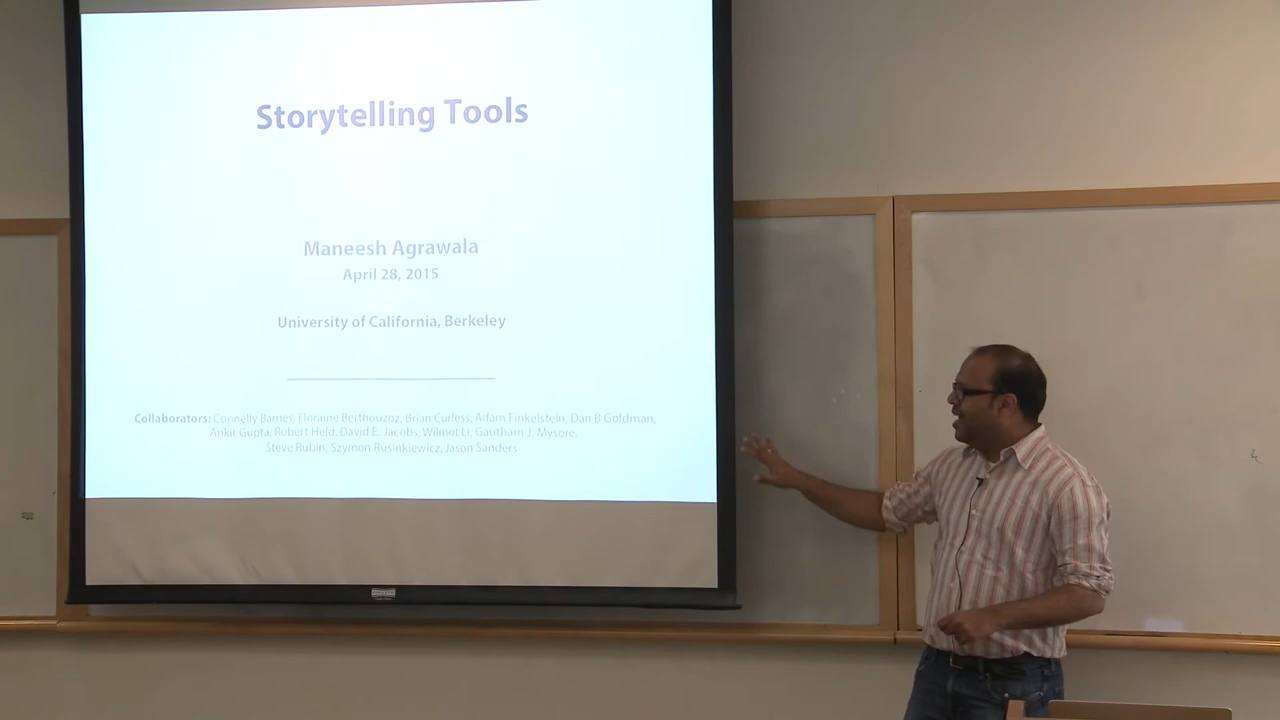 Storytelling Tools
Maneesh Agrawala
April 28, 2015
University of California, Berkeley
Collaborators: Connelly Barnes, Floraine Berthouzoz, Brian Curless, Adam Finkelstein, Dan B Goldman,
Ankit Gupta, Robert Held, David E. Jacobs, Wilmot Li, Gautham J. Mysore,
Steve Rubin, Szymon Rusinkiewicz, Jason Sanders